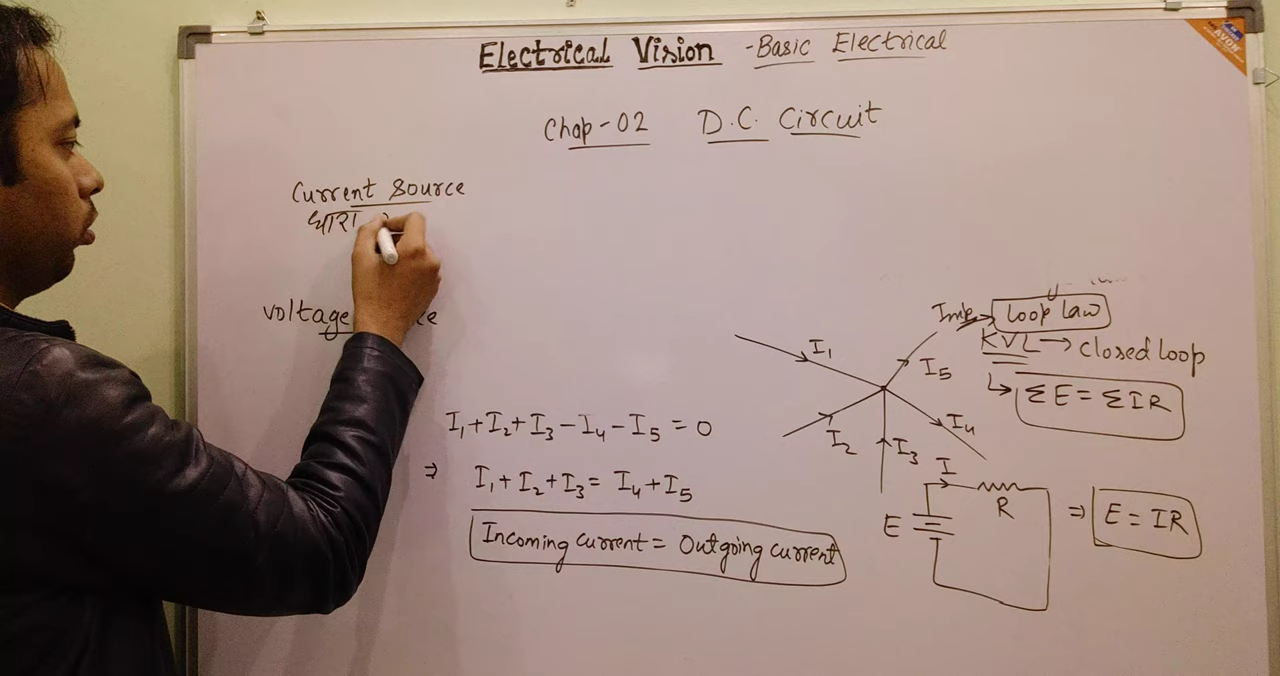 Electrical Vision - Basic Electrical
Chap-02 D.C. Circuit
Current Source
धारा
voltage
I₁+I₂+I₃-I₄-I₅=0
⇒ I₁+I₂+I₃= I₄+I₅
Incoming current = Outgoing current
I₁
I₂
I₃
I₄
I₅
Loop law
KVL → closed loop
↳ ΣE = ΣIR
I
R
E
⇒ E = IR
AVON